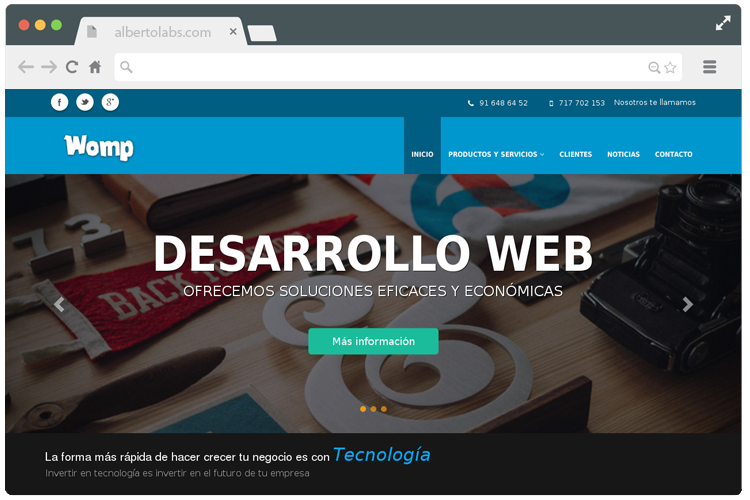 albertolabs.com
91 648 64 52
717 702 153
Nosotros te llamamos
Womp
INICIO
PRODUCTOS Y SERVICIOS
CLIENTES
NOTICIAS
CONTACTO
BACK
DESARROLLO WEB
OFRECEMOS SOLUCIONES EFICACES Y ECONÓMICAS
Más información
La forma más rápida de hacer crecer tu negocio es con Tecnología
Invertir en tecnología es invertir en el futuro de tu empresa